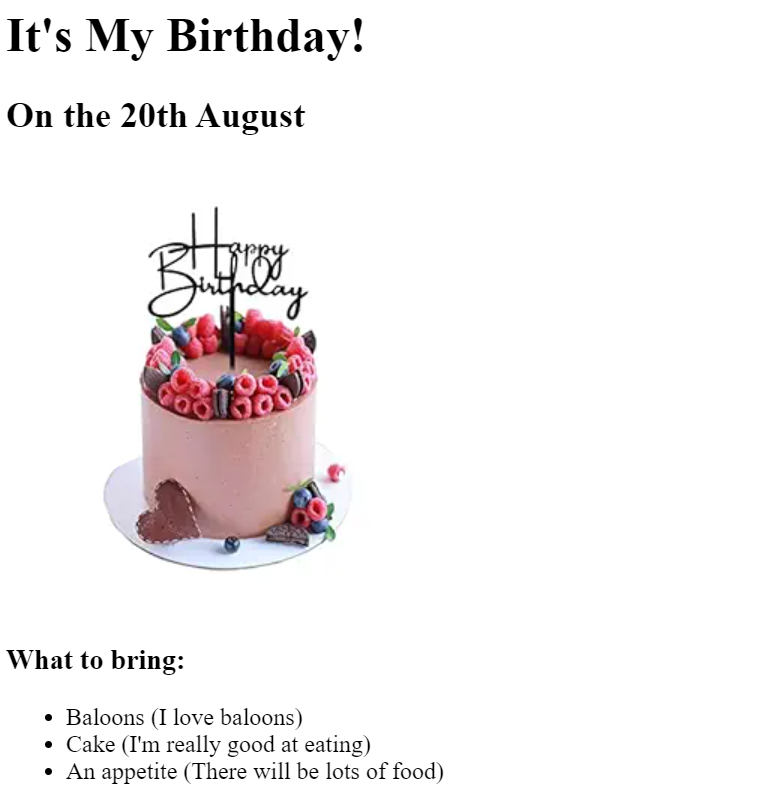 It's My Birthday!
On the 20th August
Happy
Birthday
What to bring:
Baloons (I love baloons)
Cake (I'm really good at eating)
An appetite (There will be lots of food)